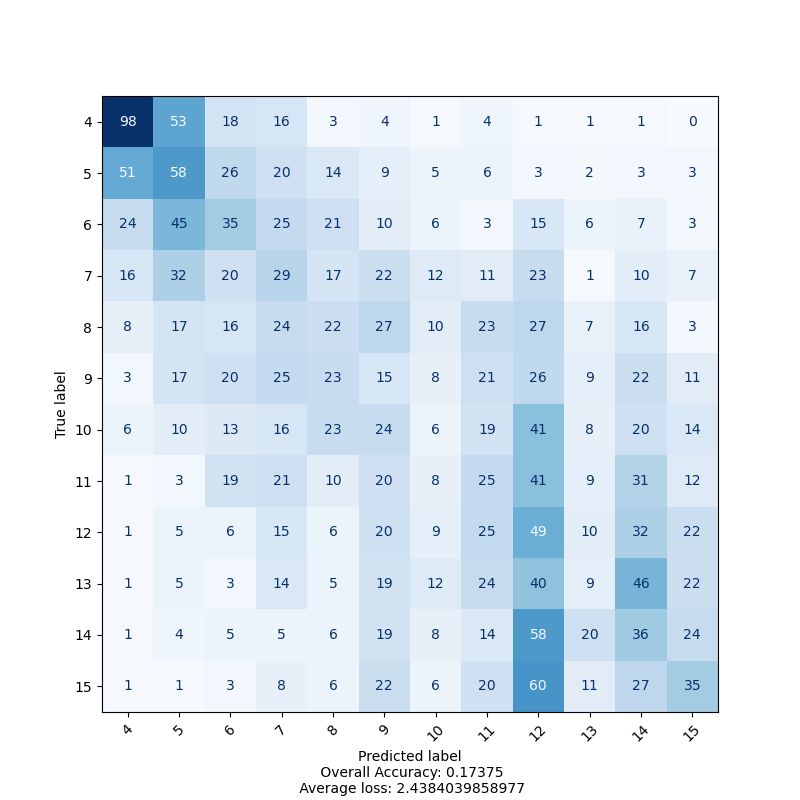 4 98 53 18 16 3 4 1 4 1 1 1 0
5 51 58 26 20 14 9 5 6 3 2 3 3
6 24 45 35 25 21 10 6 3 15 6 7 3
7 16 32 20 29 17 22 12 11 23 1 10 7
8 8 17 16 24 22 27 10 23 27 7 16 3
9 3 17 20 25 23 15 8 21 26 9 22 11
True label
10 6 10 13 16 23 24 6 19 41 8 20 14
11 1 3 19 21 10 20 8 25 41 9 31 12
12 1 5 6 15 6 20 9 25 49 10 32 22
13 1 5 3 14 5 19 12 24 40 9 46 22
14 1 4 5 5 6 19 8 14 58 20 36 24
15 1 1 3 8 6 22 6 20 60 11 27 35
4 5 6 7 8 9 10 11 12 13 14 15
Predicted label
Overall Accuracy: 0.17375
Average loss: 2.4384039858977